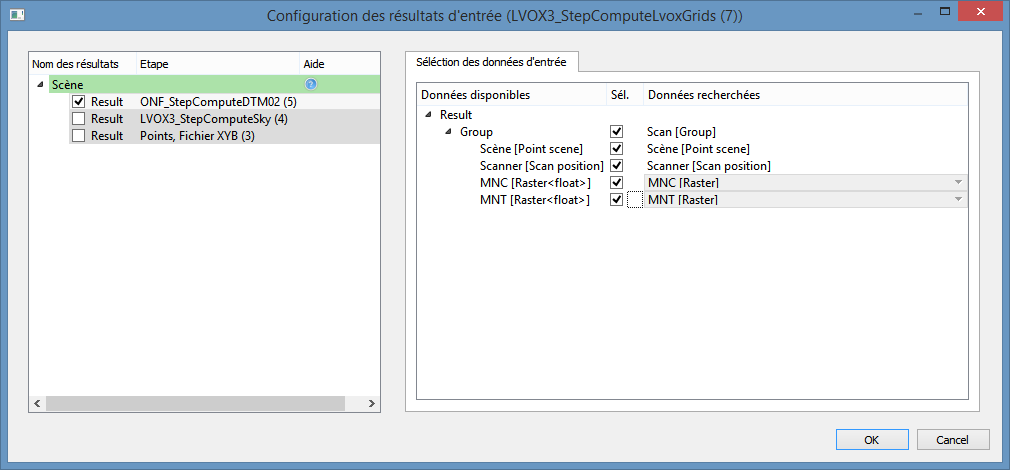 Configuration des résultats d'entrée (LVOX3_StepComputeLvoxGrids (7))
Nom des résultats Etape Aide
Scène
Result ONF_StepComputeDTM02 (5)
Result LVOX3_StepComputeSky (4)
Result Points, Fichier XYB (3)
Séléction des données d'entrée
Données disponibles Sél. Données recherchées
Result
Group Scan [Group]
Scène [Point scene] Scène [Point scene]
Scanner [Scan position] Scanner [Scan position]
MNC [Raster<float>] MNC [Raster]
MNT [Raster<float>] MNT [Raster]
OK Cancel